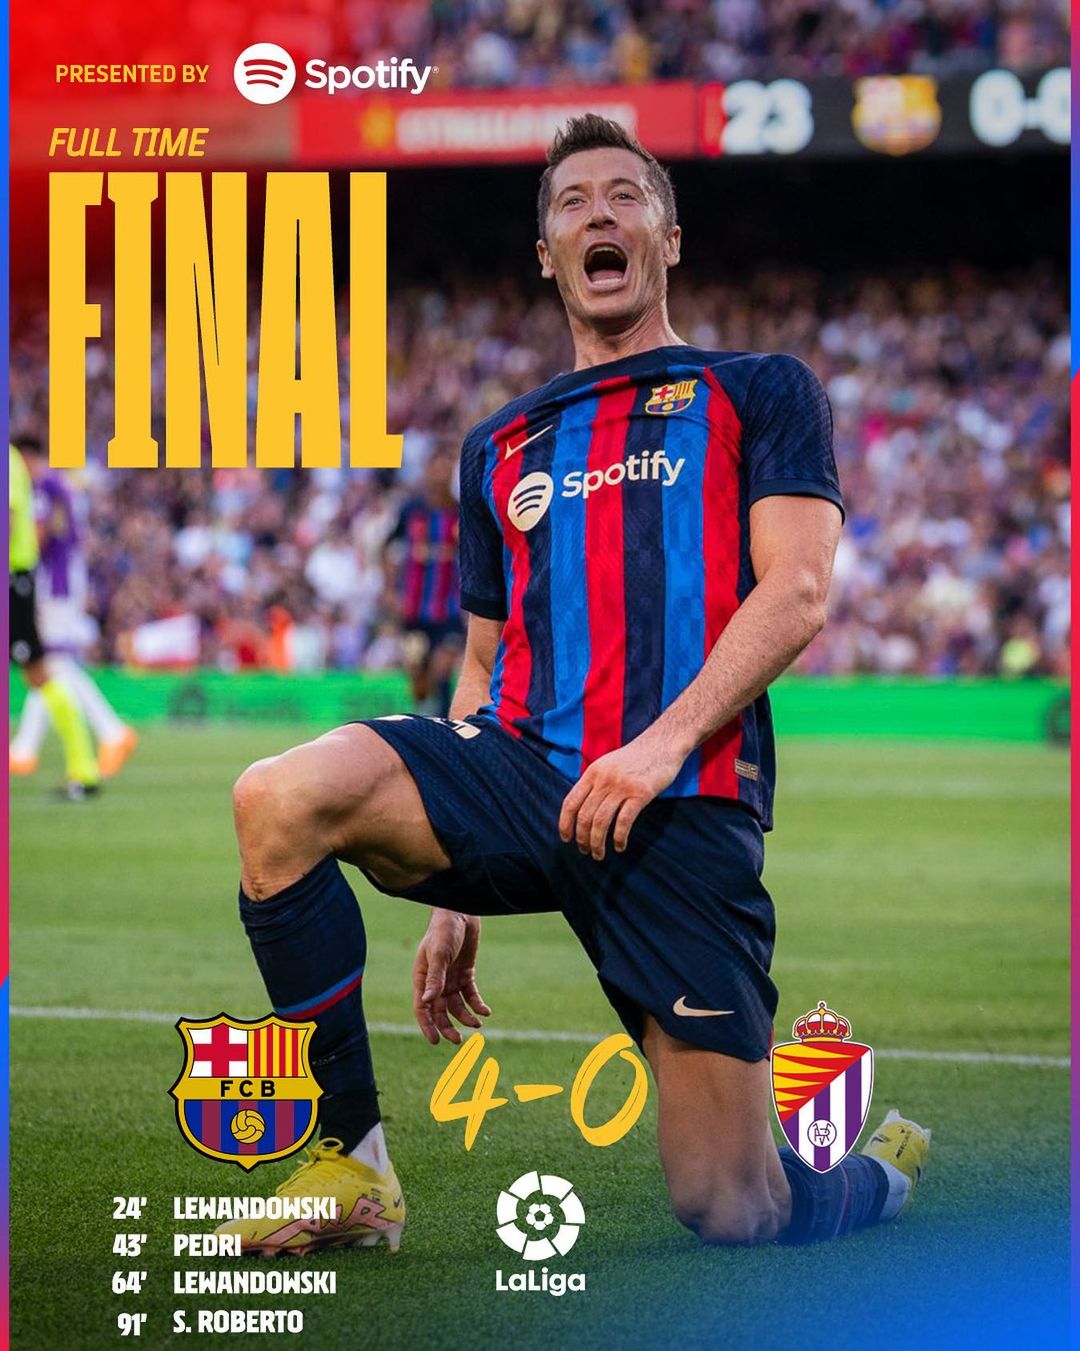 PRESENTED BY Spotify®
FULL TIME
FINAL
23 0-0
Spotify
FCB
4-0
24' LEWANDOWSKI
43' PEDRI
64' LEWANDOWSKI
91' S. ROBERTO
LaLiga